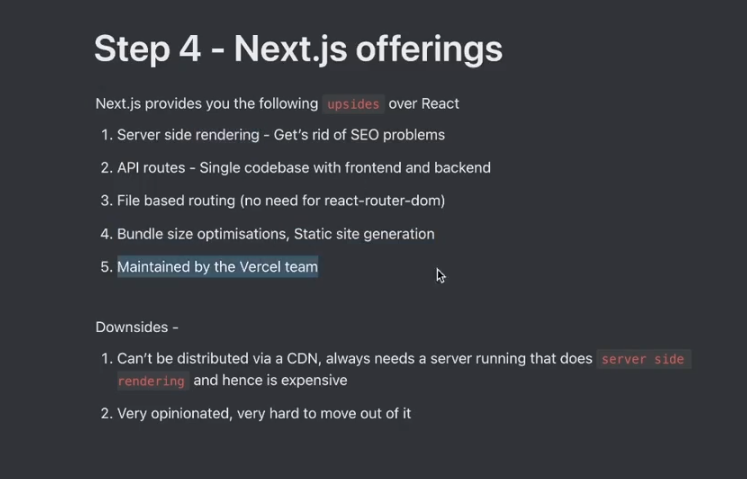 Step 4 - Next.js offerings
Next.js provides you the following upsides over React
1. Server side rendering - Get's rid of SEO problems
2. API routes - Single codebase with frontend and backend
3. File based routing (no need for react-router-dom)
4. Bundle size optimisations, Static site generation
5. Maintained by the Vercel team
Downsides -
1. Can't be distributed via a CDN, always needs a server running that does server side
rendering and hence is expensive
2. Very opinionated, very hard to move out of it